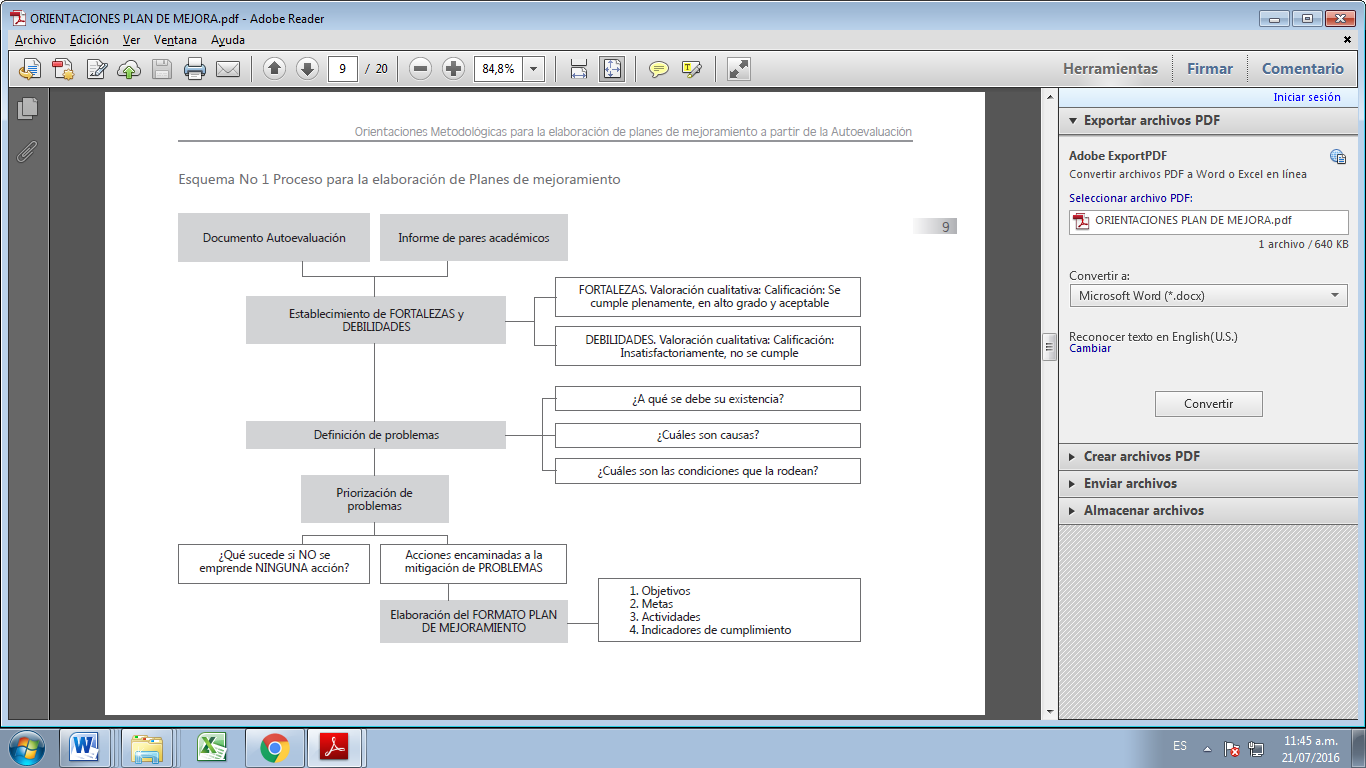 ORIENTACIONES PLAN DE MEJORA.pdf - Adobe Reader
Archivo Edición Ver Ventana Ayuda
9 / 20 84,8% Herramientas Firmar Comentario
Iniciar sesión
Exportar archivos PDF
Adobe ExportPDF
Convertir archivos PDF a Word o Excel en línea
Seleccionar archivo PDF:
ORIENTACIONES PLAN DE MEJORA.pdf
1 archivo / 640 KB
Convertir a:
Microsoft Word (*.docx)
Reconocer texto en English(U.S.)
Cambiar
Convertir
Crear archivos PDF
Enviar archivos
Almacenar archivos
Orientaciones Metodológicas para la elaboración de planes de mejoramiento a partir de la Autoevaluación
Esquema No 1 Proceso para la elaboración de Planes de mejoramiento
9
Documento Autoevaluación
Informe de pares académicos
Establecimiento de FORTALEZAS y
DEBILIDADES
FORTALEZAS. Valoración cualitativa: Calificación: Se
cumple plenamente, en alto grado y aceptable
DEBILIDADES. Valoración cualitativa: Calificación:
Insatisfactoriamente, no se cumple
Definición de problemas
¿A qué se debe su existencia?
¿Cuáles son causas?
¿Cuáles son las condiciones que la rodean?
Priorización de
problemas
¿Qué sucede si NO se
emprende NINGUNA acción?
Acciones encaminadas a la
mitigación de PROBLEMAS
Elaboración del FORMATO PLAN
DE MEJORAMIENTO
1. Objetivos
2. Metas
3. Actividades
4. Indicadores de cumplimiento
ES
11:45 a.m.
21/07/2016